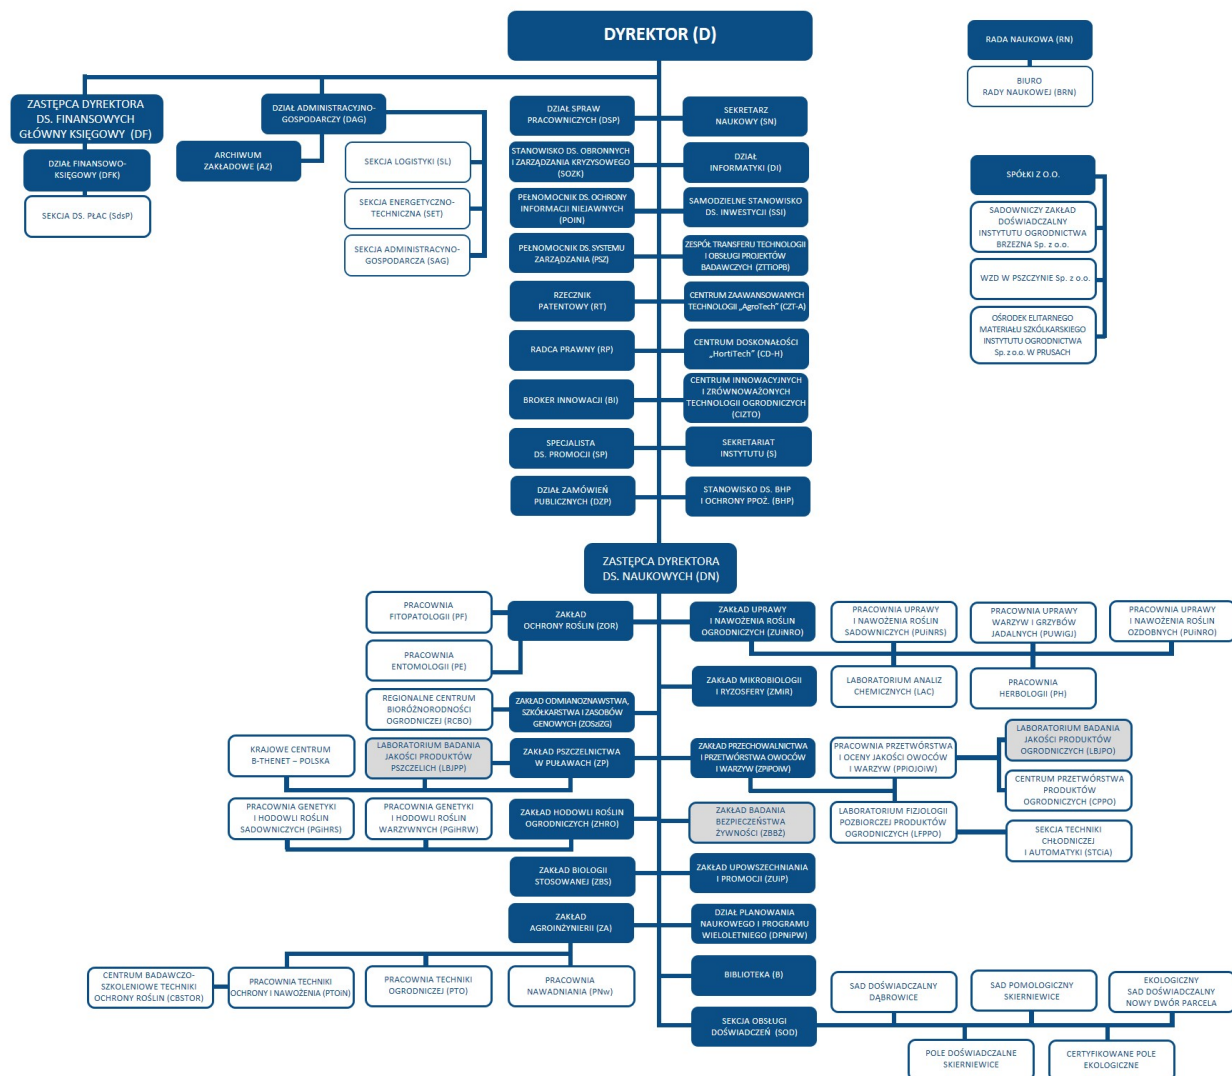 DYREKTOR (D)
RADA NAUKOWA (RN)
BIURO
RADY NAUKOWEJ (BRN)
ZASTĘPCA DYREKTORA
DS. FINANSOWYCH
GŁÓWNY KSIĘGOWY (DF)
DZIAŁ FINANSOWO-
KSIĘGOWY (DFK)
SEKCJA DS. PŁAC (SdsP)
DZIAŁ ADMINISTRACYJNO-
GOSPODARCZY (DAG)
ARCHIWUM
ZAKŁADOWE (AZ)
SEKCJA LOGISTYKI (SL)
SEKCJA ENERGETYCZNO-
TECHNICZNA (SET)
SEKCJA ADMINISTRACYNO-
GOSPODARCZA (SAG)
DZIAŁ SPRAW
PRACOWNICZYCH (DSP)
SEKRETARZ
NAUKOWY (SN)
STANOWISKO DS. OBRONNYCH
I ZARZĄDZANIA KRYZYSOWEGO
(SOZK)
DZIAŁ
INFORMATYKI (DI)
PEŁNOMOCNIK DS. OCHRONY
INFORMACJI NIEJAWNYCH
(POIN)
SAMODZIELNE STANOWISKO
DS. INWESTYCJI (SSI)
PEŁNOMOCNIK DS. SYSTEMU
ZARZĄDZANIA (PSZ)
ZESPÓŁ TRANSFERU TECHNOLOGII
I OBSŁUGI PROJEKTÓW
BADAWCZYCH (ZTTiOPB)
RZECZNIK
PATENTOWY (RT)
CENTRUM ZAAWANSOWANYCH
TECHNOLOGII „AgroTech” (CZT-A)
RADCA PRAWNY (RP)
CENTRUM DOSKONAŁOŚCI
„HortiTech” (CD-H)
BROKER INNOWACJI (BI)
CENTRUM INNOWACYJNYCH
I ZRÓWNOWAŻONYCH
TECHNOLOGII OGRODNICZYCH
(CIZTO)
SPECJALISTA
DS. PROMOCJI (SP)
SEKRETARIAT
INSTYTUTU (S)
DZIAŁ ZAMÓWIEŃ
PUBLICZNYCH (DZP)
STANOWISKO DS. BHP
I OCHRONY PPOŻ. (BHP)
SPÓŁKI Z O.O.
SADOWNICZY ZAKŁAD
DOŚWIADCZALNY
INSTYTUTU OGRODNICTWA
BRZEZNA Sp. z o.o.
WZD W PSZCZYNIE Sp. z o.o.
OŚRODEK ELITARNEGO
MATERIAŁU SZKÓŁKARSKIEGO
INSTYTUTU OGRODNICTWA
Sp. z o.o. W PRUSACH
ZASTĘPCA DYREKTORA
DS. NAUKOWYCH (DN)
PRACOWNIA
FITOPATOLOGII (PF)
ZAKŁAD
OCHRONY ROŚLIN (ZOR)
PRACOWNIA
ENTOMOLOGII (PE)
ZAKŁAD UPRAWY
I NAWOŻENIA ROŚLIN
OGRODNICZYCH (ZUiNRO)
PRACOWNIA UPRAWY
I NAWOŻENIA ROŚLIN
SADOWNICZYCH (PUiNRS)
PRACOWNIA UPRAWY
WARZYW I GRZYBÓW
JADALNYCH (PUWiGJ)
PRACOWNIA UPRAWY
I NAWOŻENIA ROŚLIN
OZDOBNYCH (PUiNRO)
LABORATORIUM ANALIZ
CHEMICZNYCH (LAC)
PRACOWNIA
HERBOLOGII (PH)
ZAKŁAD MIKROBIOLOGII
I RYZOSFERY (ZMiR)
REGIONALNE CENTRUM
BIORÓŻNORODNOŚCI
OGRODNICZEJ (RCBO)
ZAKŁAD ODMIANOZNAWSTWA,
SZKÓŁKARSTWA I ZASOBÓW
GENOWYCH (ZOSziZG)
KRAJOWE CENTRUM
B-THENET – POLSKA
LABORATORIUM BADANIA
JAKOŚCI PRODUKTÓW
PSZCZELICH (LBJPP)
ZAKŁAD PSZCZELNICTWA
W PUŁAWACH (ZP)
ZAKŁAD PRZECHOWALNICTWA
I PRZETWÓRSTWA OWOCÓW
I WARZYW (ZPiPOiW)
PRACOWNIA PRZETWÓRSTWA
I OCENY JAKOŚCI OWOCÓW
I WARZYW (PPIOJOiW)
LABORATORIUM BADANIA
JAKOŚCI PRODUKTÓW
OGRODNICZYCH (LBJPO)
CENTRUM PRZETWÓRSTWA
PRODUKTÓW
OGRODNICZYCH (CPPO)
PRACOWNIA GENETYKI
I HODOWLI ROŚLIN
SADOWNICZYCH (PGiHRS)
PRACOWNIA GENETYKI
I HODOWLI ROŚLIN
WARZYWNYCH (PGiHRW)
ZAKŁAD HODOWLI ROŚLIN
OGRODNICZYCH (ZHRO)
ZAKŁAD BADANIA
BEZPIECZEŃSTWA
ŻYWNOŚCI (ZBBŻ)
LABORATORIUM FIZJOLOGII
POZBIORCZEJ PRODUKTÓW
OGRODNICZYCH (LFPPO)
SEKCJA TECHNIKI
CHŁODNICZEJ
I AUTOMATYKI (STCiA)
ZAKŁAD BIOLOGII
STOSOWANEJ (ZBS)
ZAKŁAD UPOWSZECHNIANIA
I PROMOCJI (ZUiP)
ZAKŁAD
AGROINŻYNIERII (ZA)
DZIAŁ PLANOWANIA
NAUKOWEGO I PROGRAMU
WIELOLETNIEGO (DPNiPW)
CENTRUM BADAWCZO-
SZKOLENIOWE TECHNIKI
OCHRONY ROŚLIN (CBSTOR)
PRACOWNIA TECHNIKI
OCHRONY I NAWOŻENIA (PTOiN)
PRACOWNIA TECHNIKI
OGRODNICZEJ (PTO)
PRACOWNIA
NAWADNIANIA (PNw)
BIBLIOTEKA (B)
SEKCJA OBSŁUGI
DOŚWIADCZEŃ (SOD)
SAD DOŚWIADCZALNY
DĄBROWICE
SAD POMOLOGICZNY
SKIERNIEWICE
EKOLOGICZNY
SAD DOŚWIADCZALNY
NOWY DWÓR PARCELA
POLE DOŚWIADCZALNE
SKIERNIEWICE
CERTYFIKOWANE POLE
EKOLOGICZNE